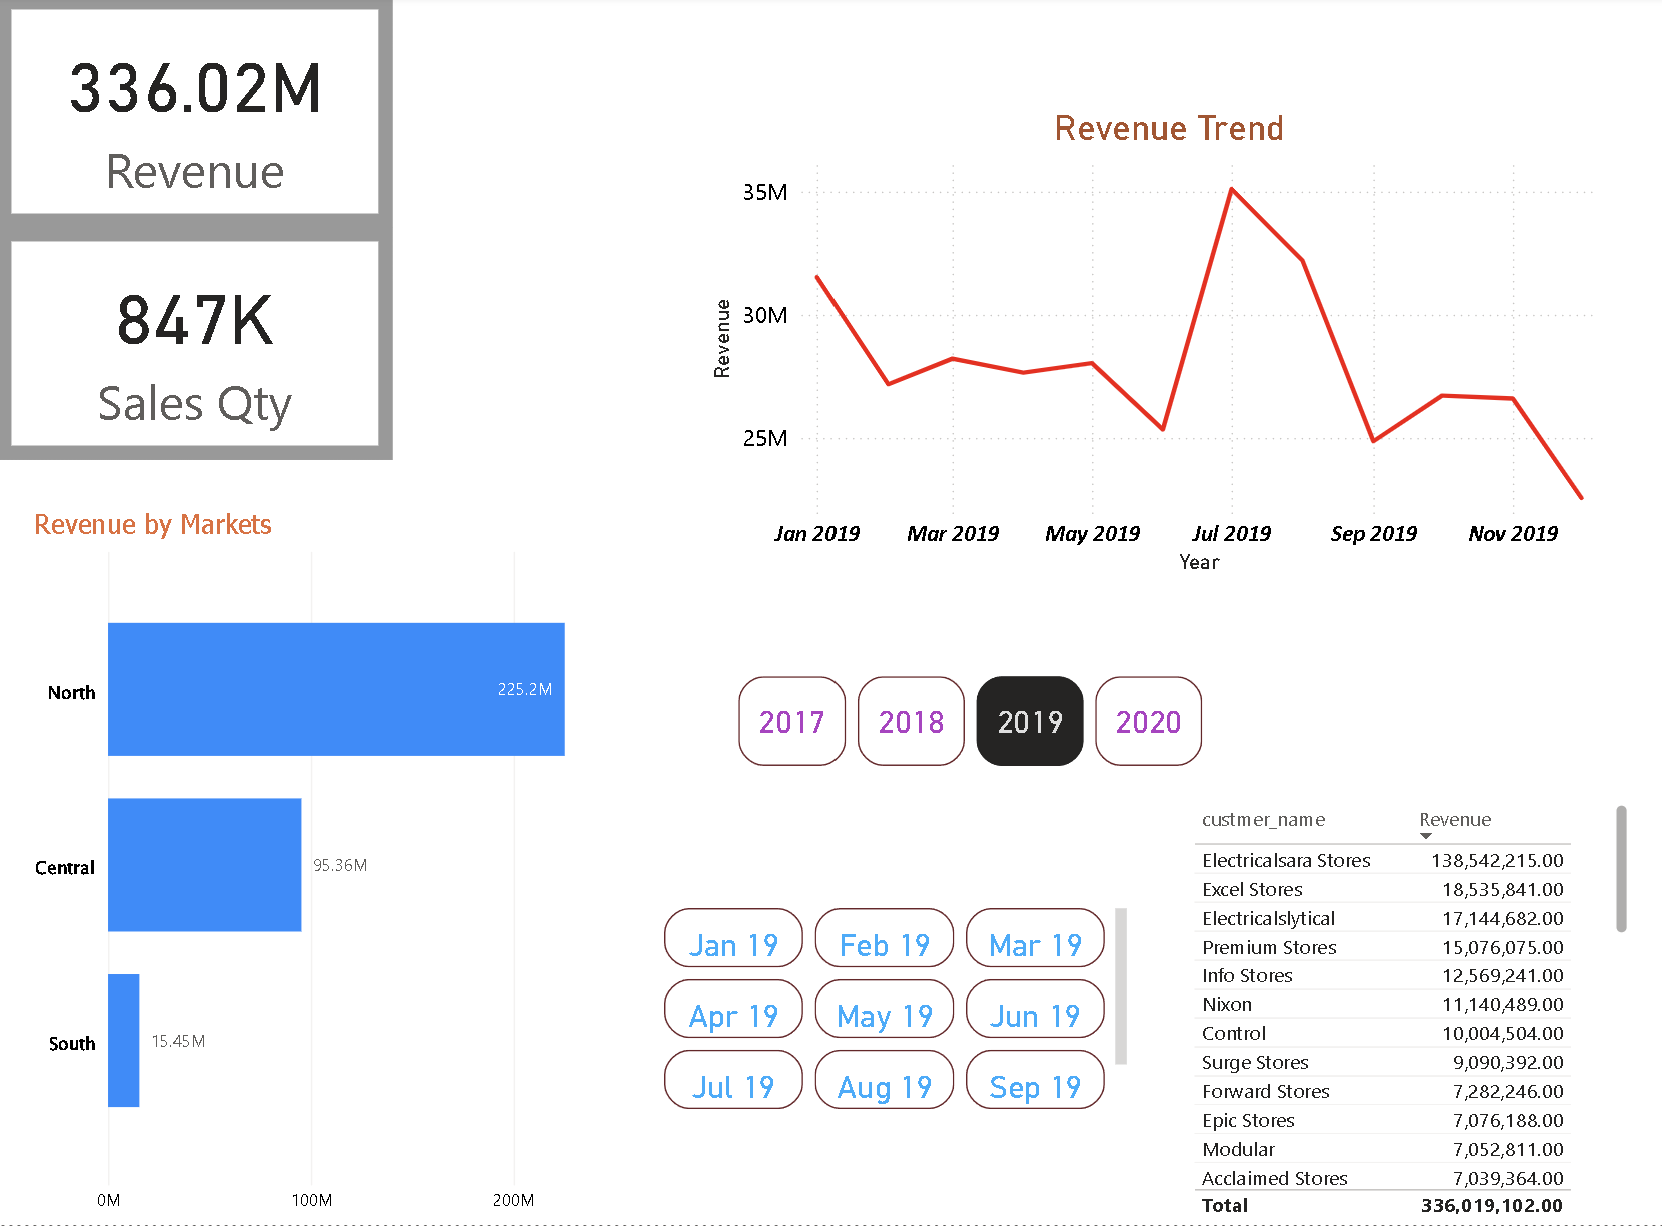 336.02M
Revenue
847K
Sales Qty
Revenue Trend
35M
30M
25M
Revenue
Jan 2019 Mar 2019 May 2019 Jul 2019 Sep 2019 Nov 2019
Year
Revenue by Markets
North 225.2M
Central 95.36M
South 15.45M
0M 100M 200M
2017 2018 2019 2020
Jan 19 Feb 19 Mar 19
Apr 19 May 19 Jun 19
Jul 19 Aug 19 Sep 19
custmer_name Revenue
Electricalsara Stores 138,542,215.00
Excel Stores 18,535,841.00
Electricalslytical 17,144,682.00
Premium Stores 15,076,075.00
Info Stores 12,569,241.00
Nixon 11,140,489.00
Control 10,004,504.00
Surge Stores 9,090,392.00
Forward Stores 7,282,246.00
Epic Stores 7,076,188.00
Modular 7,052,811.00
Acclaimed Stores 7,039,364.00
Total 336,019,102.00